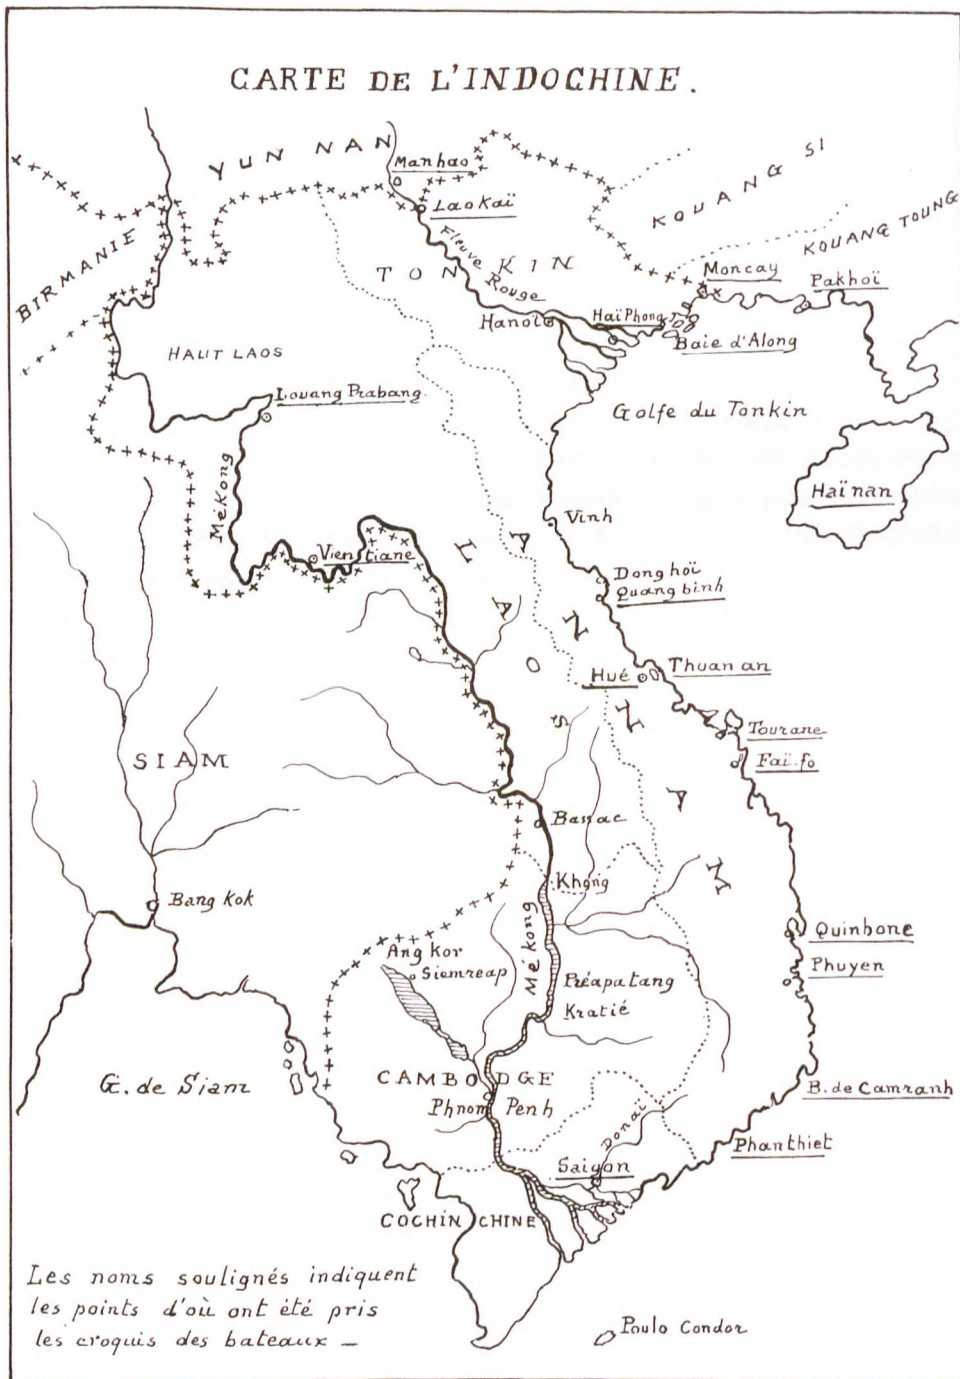 CARTE DE L'INDOCHINE.
YUN NAN
Manhao
KOUANG SI
Laokaï
KOUANG TOUNG
BIRMANIE
Fleuve Rouge
TONKIN
Moncay
Pakhoï
Hanoï
Haï Phong
Baie d'Along
HAUT LAOS
Louang Prabang
Golfe du Tonkin
Mékong
Haïnan
Vinh
Vientiane
LAOS
ANNAM
Dong hoï
Quang binh
Hué
Thuan an
Tourane
Faï-fo
SIAM
Bassac
Khong
Bang kok
Mékong
Quinhone
Ang Kor
Siemreap
Phuyen
Préapatang
Kratié
G. de Siam
CAMBODGE
B. de Camranh
Phnom Penh
Donaï
Phanthiet
Saigon
COCHIN CHINE
Les noms soulignés indiquent
les points d'où ont été pris
les croquis des bateaux —
Poulo Condor